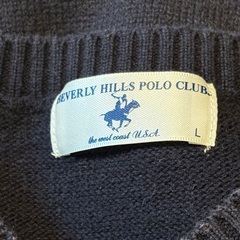 BEVERLY HILLS POLO CLUB
the west coast U.S.A.
L